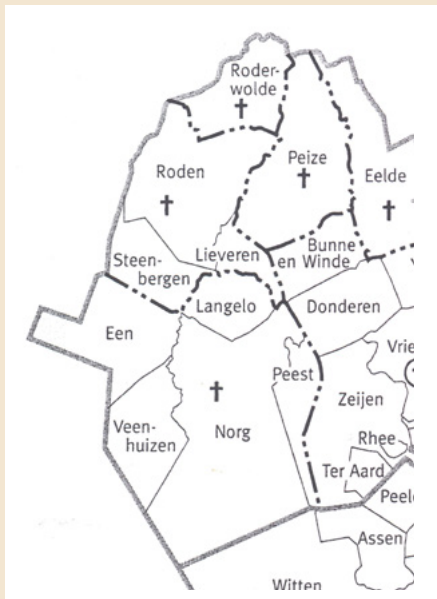 Roder-
wolde
Roden
Peize
Eelde
Lieveren
Bunne
en Winde
Steen-
bergen
Langelo
Donderen
Een
Vrie
Peest
Zeijen
Veen-
huizen
Norg
Rhee
Ter Aard
Peel
Assen
Witten